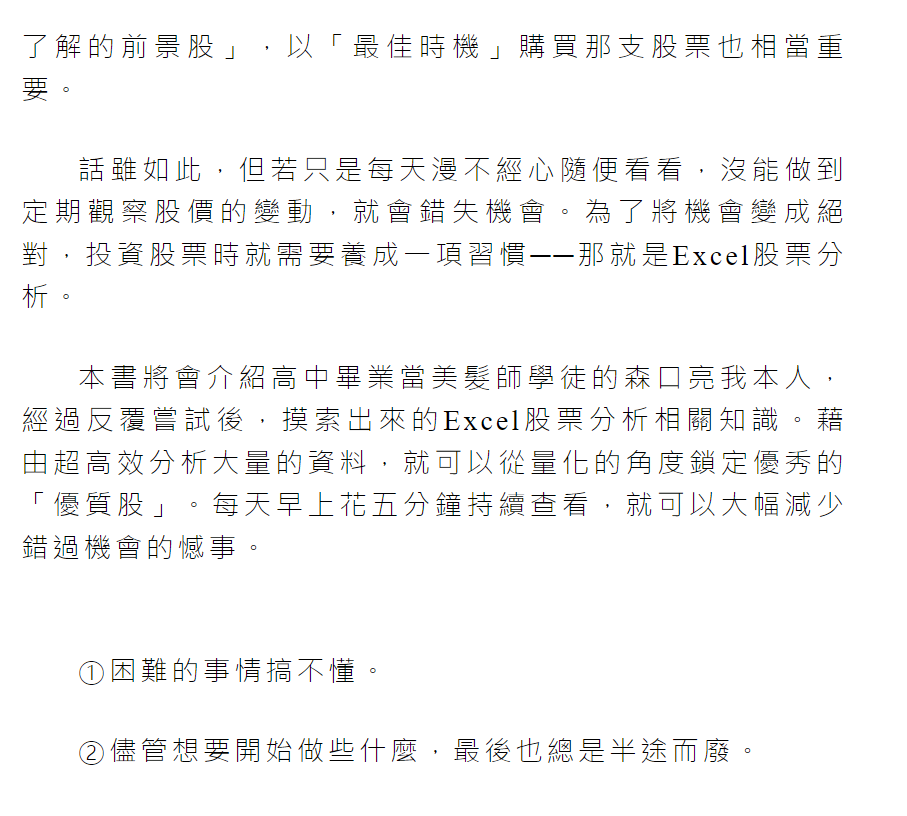 了解的前景股」，以「最佳時機」購買那支股票也相當重
要。
話雖如此，但若只是每天漫不經心隨便看看，沒能做到
定期觀察股價的變動，就會錯失機會。為了將機會變成絕
對，投資股票時就需要養成一項習慣——那就是Excel股票分
析。
本書將會介紹高中畢業當美髮師學徒的森口亮我本人，
經過反覆嘗試後，摸索出來的Excel股票分析相關知識。藉
由超高效分析大量的資料，就可以從量化的角度鎖定優秀的
「優質股」。每天早上花五分鐘持續查看，就可以大幅減少
錯過機會的憾事。
①困難的事情搞不懂。
②儘管想要開始做些什麼，最後也總是半途而廢。